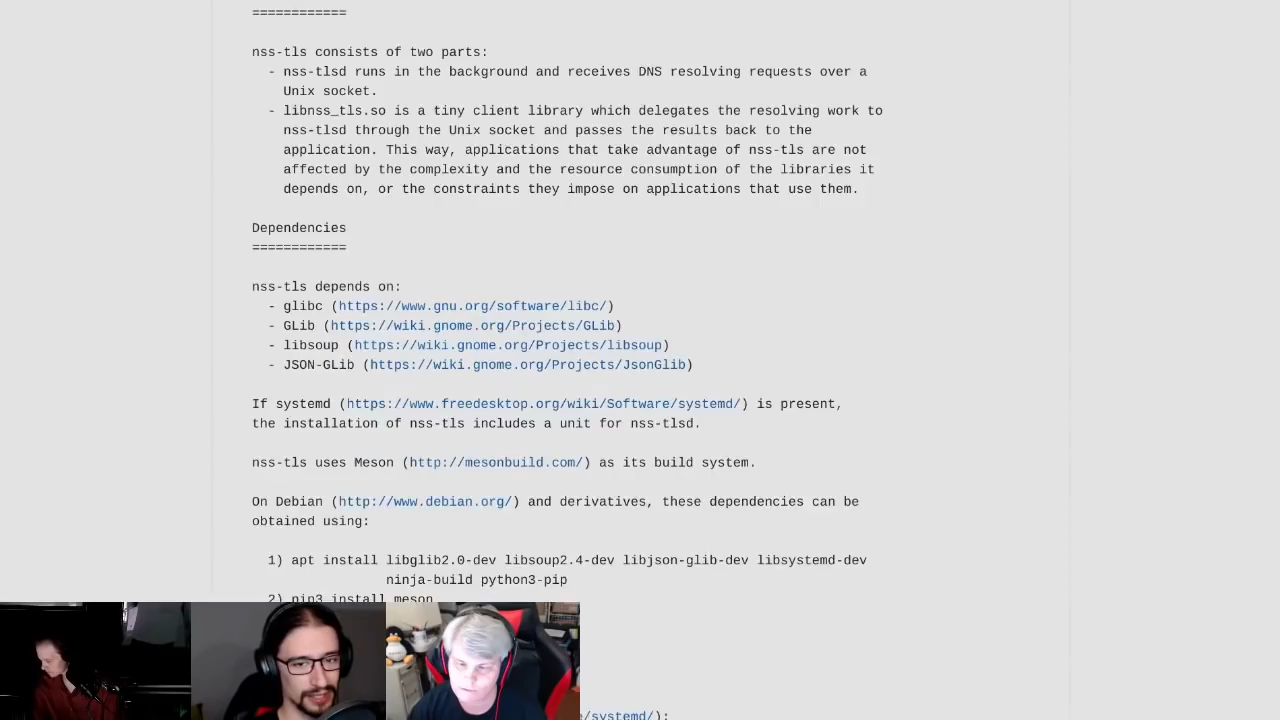 ============
nss-tls consists of two parts:
- nss-tlsd runs in the background and receives DNS resolving requests over a
Unix socket.
- libnss_tls.so is a tiny client library which delegates the resolving work to
nss-tlsd through the Unix socket and passes the results back to the
application. This way, applications that take advantage of nss-tls are not
affected by the complexity and the resource consumption of the libraries it
depends on, or the constraints they impose on applications that use them.
Dependencies
============
nss-tls depends on:
- glibc (https://www.gnu.org/software/libc/)
- GLib (https://wiki.gnome.org/Projects/GLib)
- libsoup (https://wiki.gnome.org/Projects/libsoup)
- JSON-GLib (https://wiki.gnome.org/Projects/JsonGlib)
If systemd (https://www.freedesktop.org/wiki/Software/systemd/) is present,
the installation of nss-tls includes a unit for nss-tlsd.
nss-tls uses Meson (http://mesonbuild.com/) as its build system.
On Debian (http://www.debian.org/) and derivatives, these dependencies can be
obtained using:
1) apt install libglib2.0-dev libsoup2.4-dev libjson-glib-dev libsystemd-dev
ninja-build python3-pip
2) pip3 install meson
/systemd/):